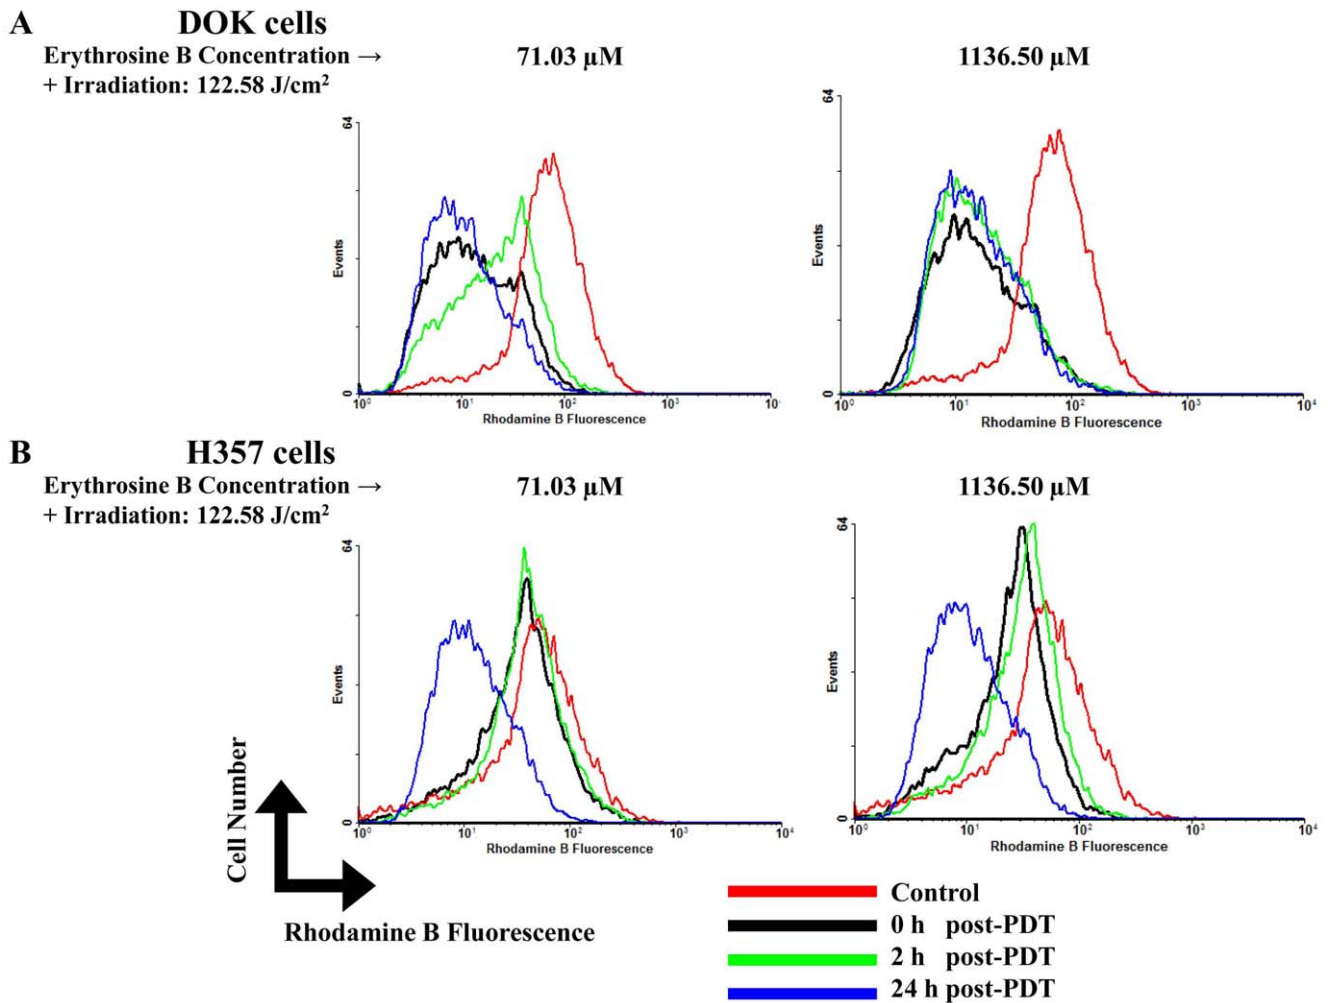 A DOK cells
Erythrosine B Concentration →
+ Irradiation: 122.58 J/cm²
71.03 µM
1136.50 µM
64
Events
0
10⁰ 10¹ 10² 10³ 10
Rhodamine B Fluorescence
64
Events
0
10⁰ 10¹ 10² 10³ 10⁴
Rhodamine B Fluorescence
B H357 cells
Erythrosine B Concentration →
+ Irradiation: 122.58 J/cm²
71.03 µM
1136.50 µM
64
Events
0
10⁰ 10¹ 10² 10³ 10⁴
Rhodamine B Fluorescence
64
Events
0
10⁰ 10¹ 10² 10³ 10⁴
Rhodamine B Fluorescence
Cell Number
Rhodamine B Fluorescence
Control
0 h post-PDT
2 h post-PDT
24 h post-PDT